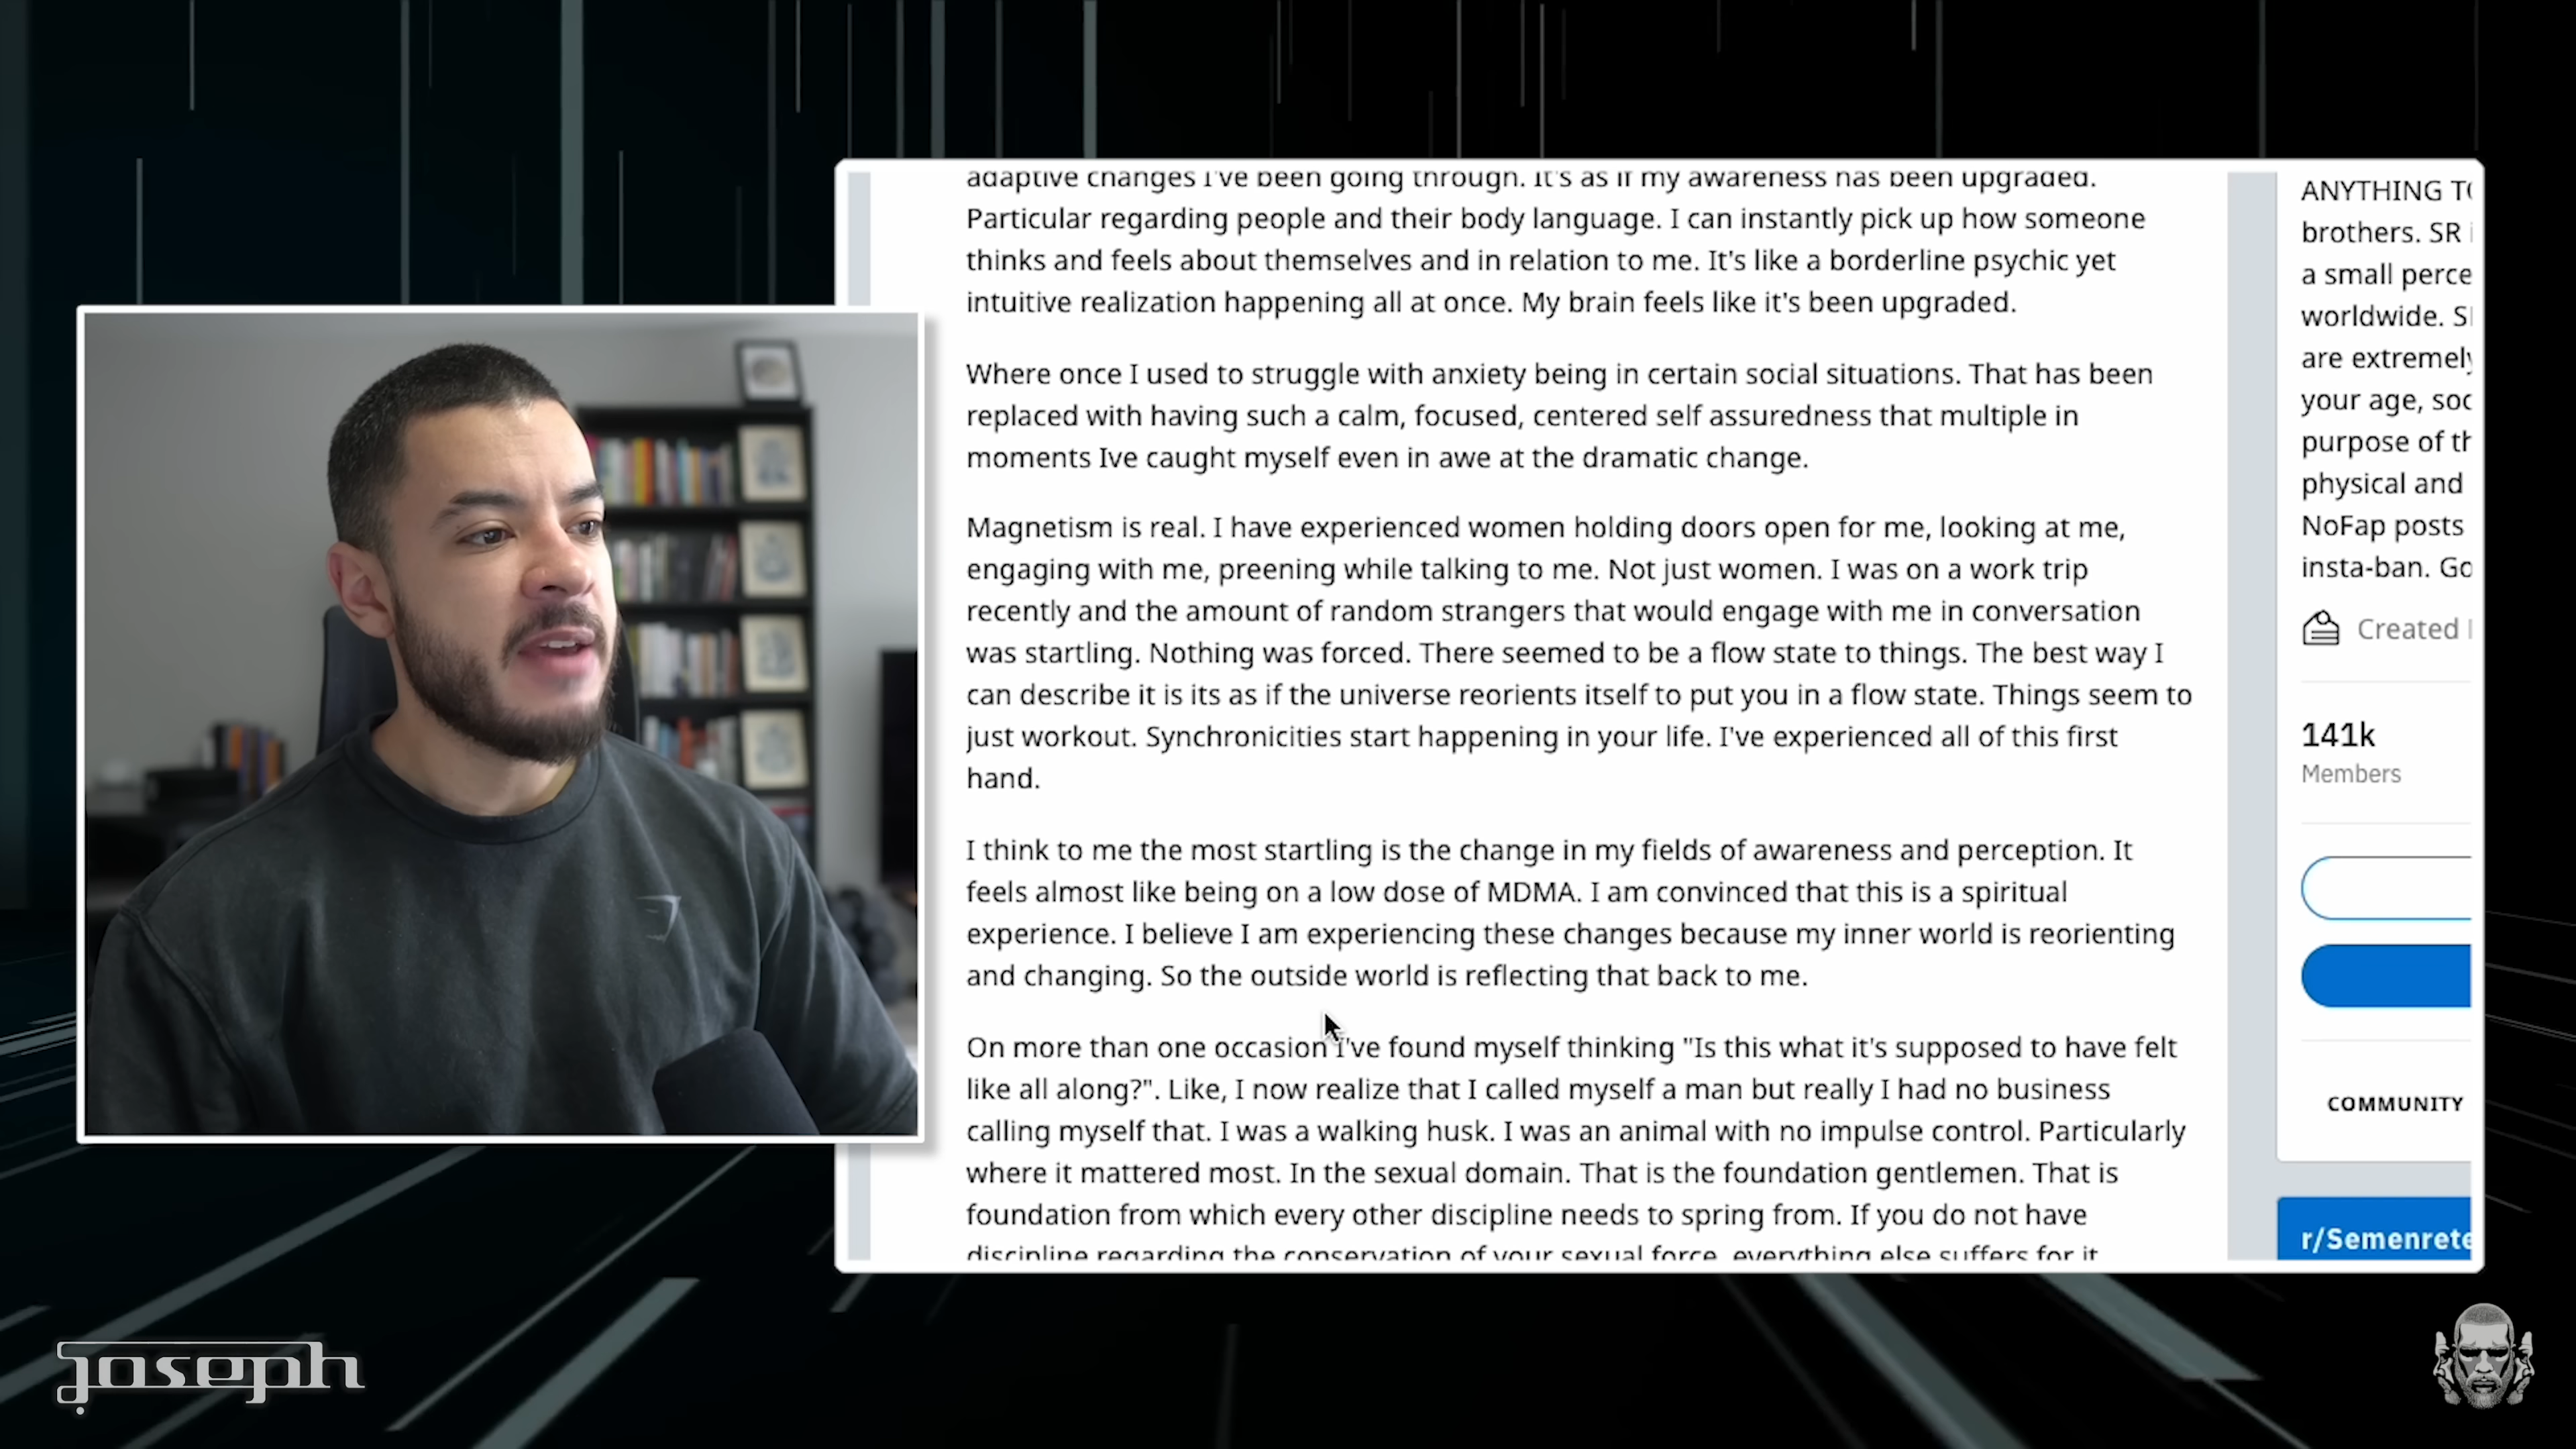 adaptive changes I've been going through. It's as if my awareness has been upgraded.
Particular regarding people and their body language. I can instantly pick up how someone
thinks and feels about themselves and in relation to me. It's like a borderline psychic yet
intuitive realization happening all at once. My brain feels like it's been upgraded.
Where once I used to struggle with anxiety being in certain social situations. That has been
replaced with having such a calm, focused, centered self assuredness that multiple in
moments Ive caught myself even in awe at the dramatic change.
Magnetism is real. I have experienced women holding doors open for me, looking at me,
engaging with me, preening while talking to me. Not just women. I was on a work trip
recently and the amount of random strangers that would engage with me in conversation
was startling. Nothing was forced. There seemed to be a flow state to things. The best way I
can describe it is its as if the universe reorients itself to put you in a flow state. Things seem to
just workout. Synchronicities start happening in your life. I've experienced all of this first
hand.
I think to me the most startling is the change in my fields of awareness and perception. It
feels almost like being on a low dose of MDMA. I am convinced that this is a spiritual
experience. I believe I am experiencing these changes because my inner world is reorienting
and changing. So the outside world is reflecting that back to me.
On more than one occasion I've found myself thinking "Is this what it's supposed to have felt
like all along?". Like, I now realize that I called myself a man but really I had no business
calling myself that. I was a walking husk. I was an animal with no impulse control. Particularly
where it mattered most. In the sexual domain. That is the foundation gentlemen. That is
foundation from which every other discipline needs to spring from. If you do not have
discipline regarding the conservation of your sexual force, everything else suffers for it.
ANYTHING
brothers. SR
a small perce
worldwide.
are extremely
your age, soc
purpose of
physical and
NoFap posts
insta-ban.
Created
141k
Members
COMMUNITY
r/Semenrete
joseph